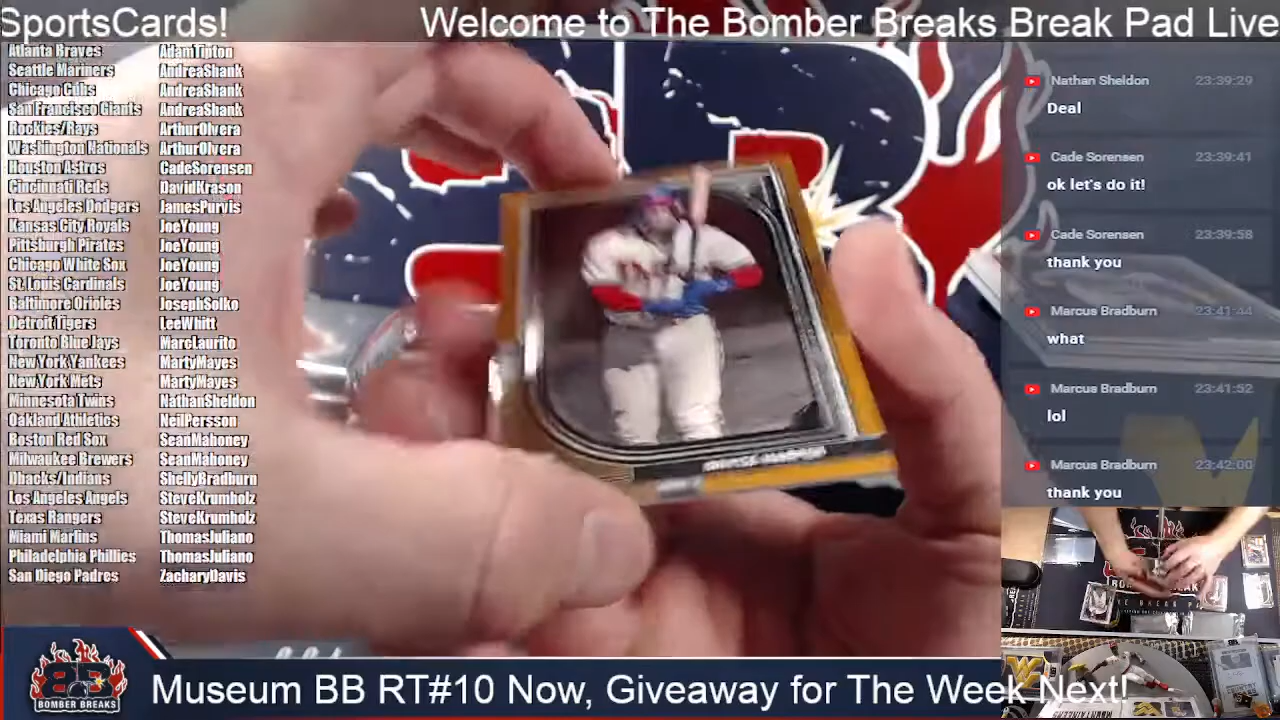 SportsCards! Welcome to The Bomber Breaks Break Pad Live
Atlanta Braves AdamTinton
Seattle Mariners AndreaShank
Chicago Cubs AndreaShank
San Francisco Giants AndreaShank
Rockies/Rays ArthurOlvera
Washington Nationals ArthurOlvera
Houston Astros CadeSorensen
Cincinnati Reds DavidKrason
Los Angeles Dodgers JamesPurvis
Kansas City Royals JoeYoung
Pittsburgh Pirates JoeYoung
Chicago White Sox JoeYoung
St. Louis Cardinals JoeYoung
Baltimore Orioles JosephSolko
Detroit Tigers LeeWhitt
Toronto Blue Jays MarcLaurito
New York Yankees MartyMayes
New York Mets MartyMayes
Minnesota Twins NathanSheldon
Oakland Athletics NeilPersson
Boston Red Sox SeanMahoney
Milwaukee Brewers SeanMahoney
Dbacks/Indians ShellyBradburn
Los Angeles Angels SteveKrumholz
Texas Rangers SteveKrumholz
Miami Marlins ThomasJuliano
Philadelphia Phillies ThomasJuliano
San Diego Padres ZacharyDavis
Nathan Sheldon 23:39:29
Deal
Cade Sorensen 23:39:41
ok let's do it!
Cade Sorensen 23:39:58
thank you
Marcus Bradburn 23:41:44
what
Marcus Bradburn 23:41:52
lol
Marcus Bradburn 23:42:00
thank you
BOMBER BREAKS
Museum BB RT#10 Now, Giveaway for The Week Next!